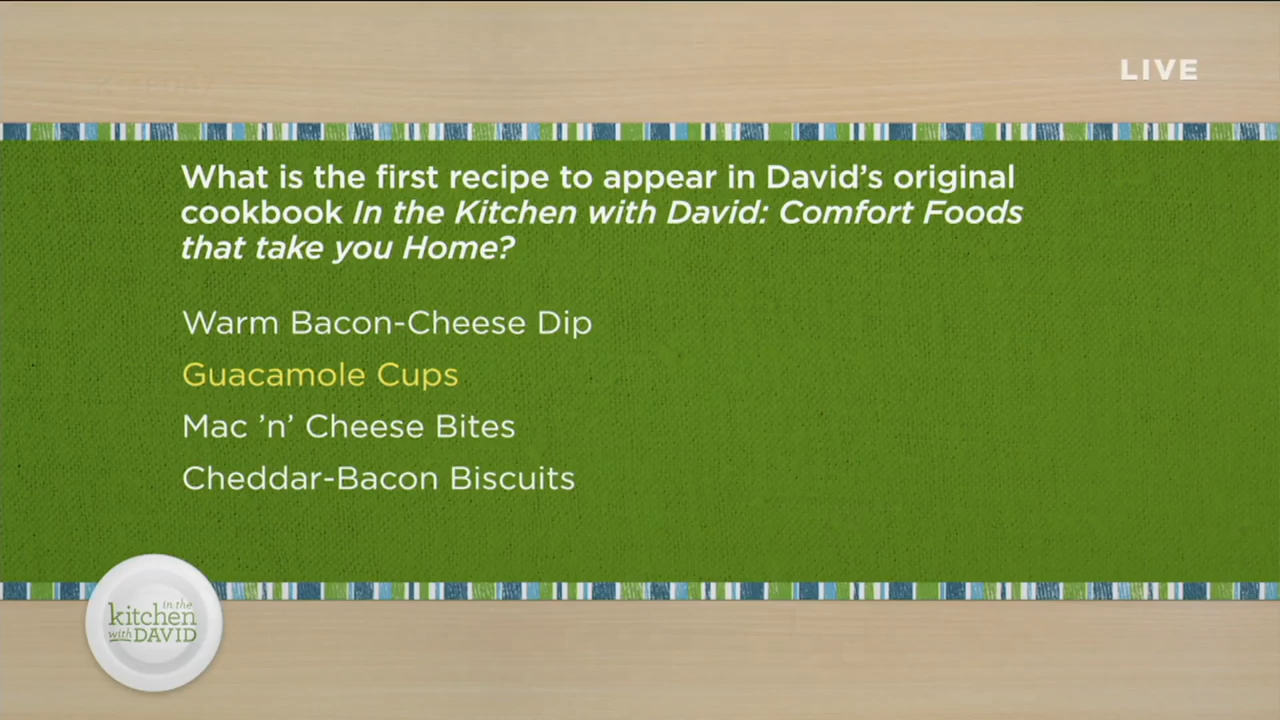 LIVE
What is the first recipe to appear in David’s original
cookbook In the Kitchen with David: Comfort Foods
that take you Home?
Warm Bacon-Cheese Dip
Guacamole Cups
Mac ’n’ Cheese Bites
Cheddar-Bacon Biscuits
in the
kitchen
with DAVID